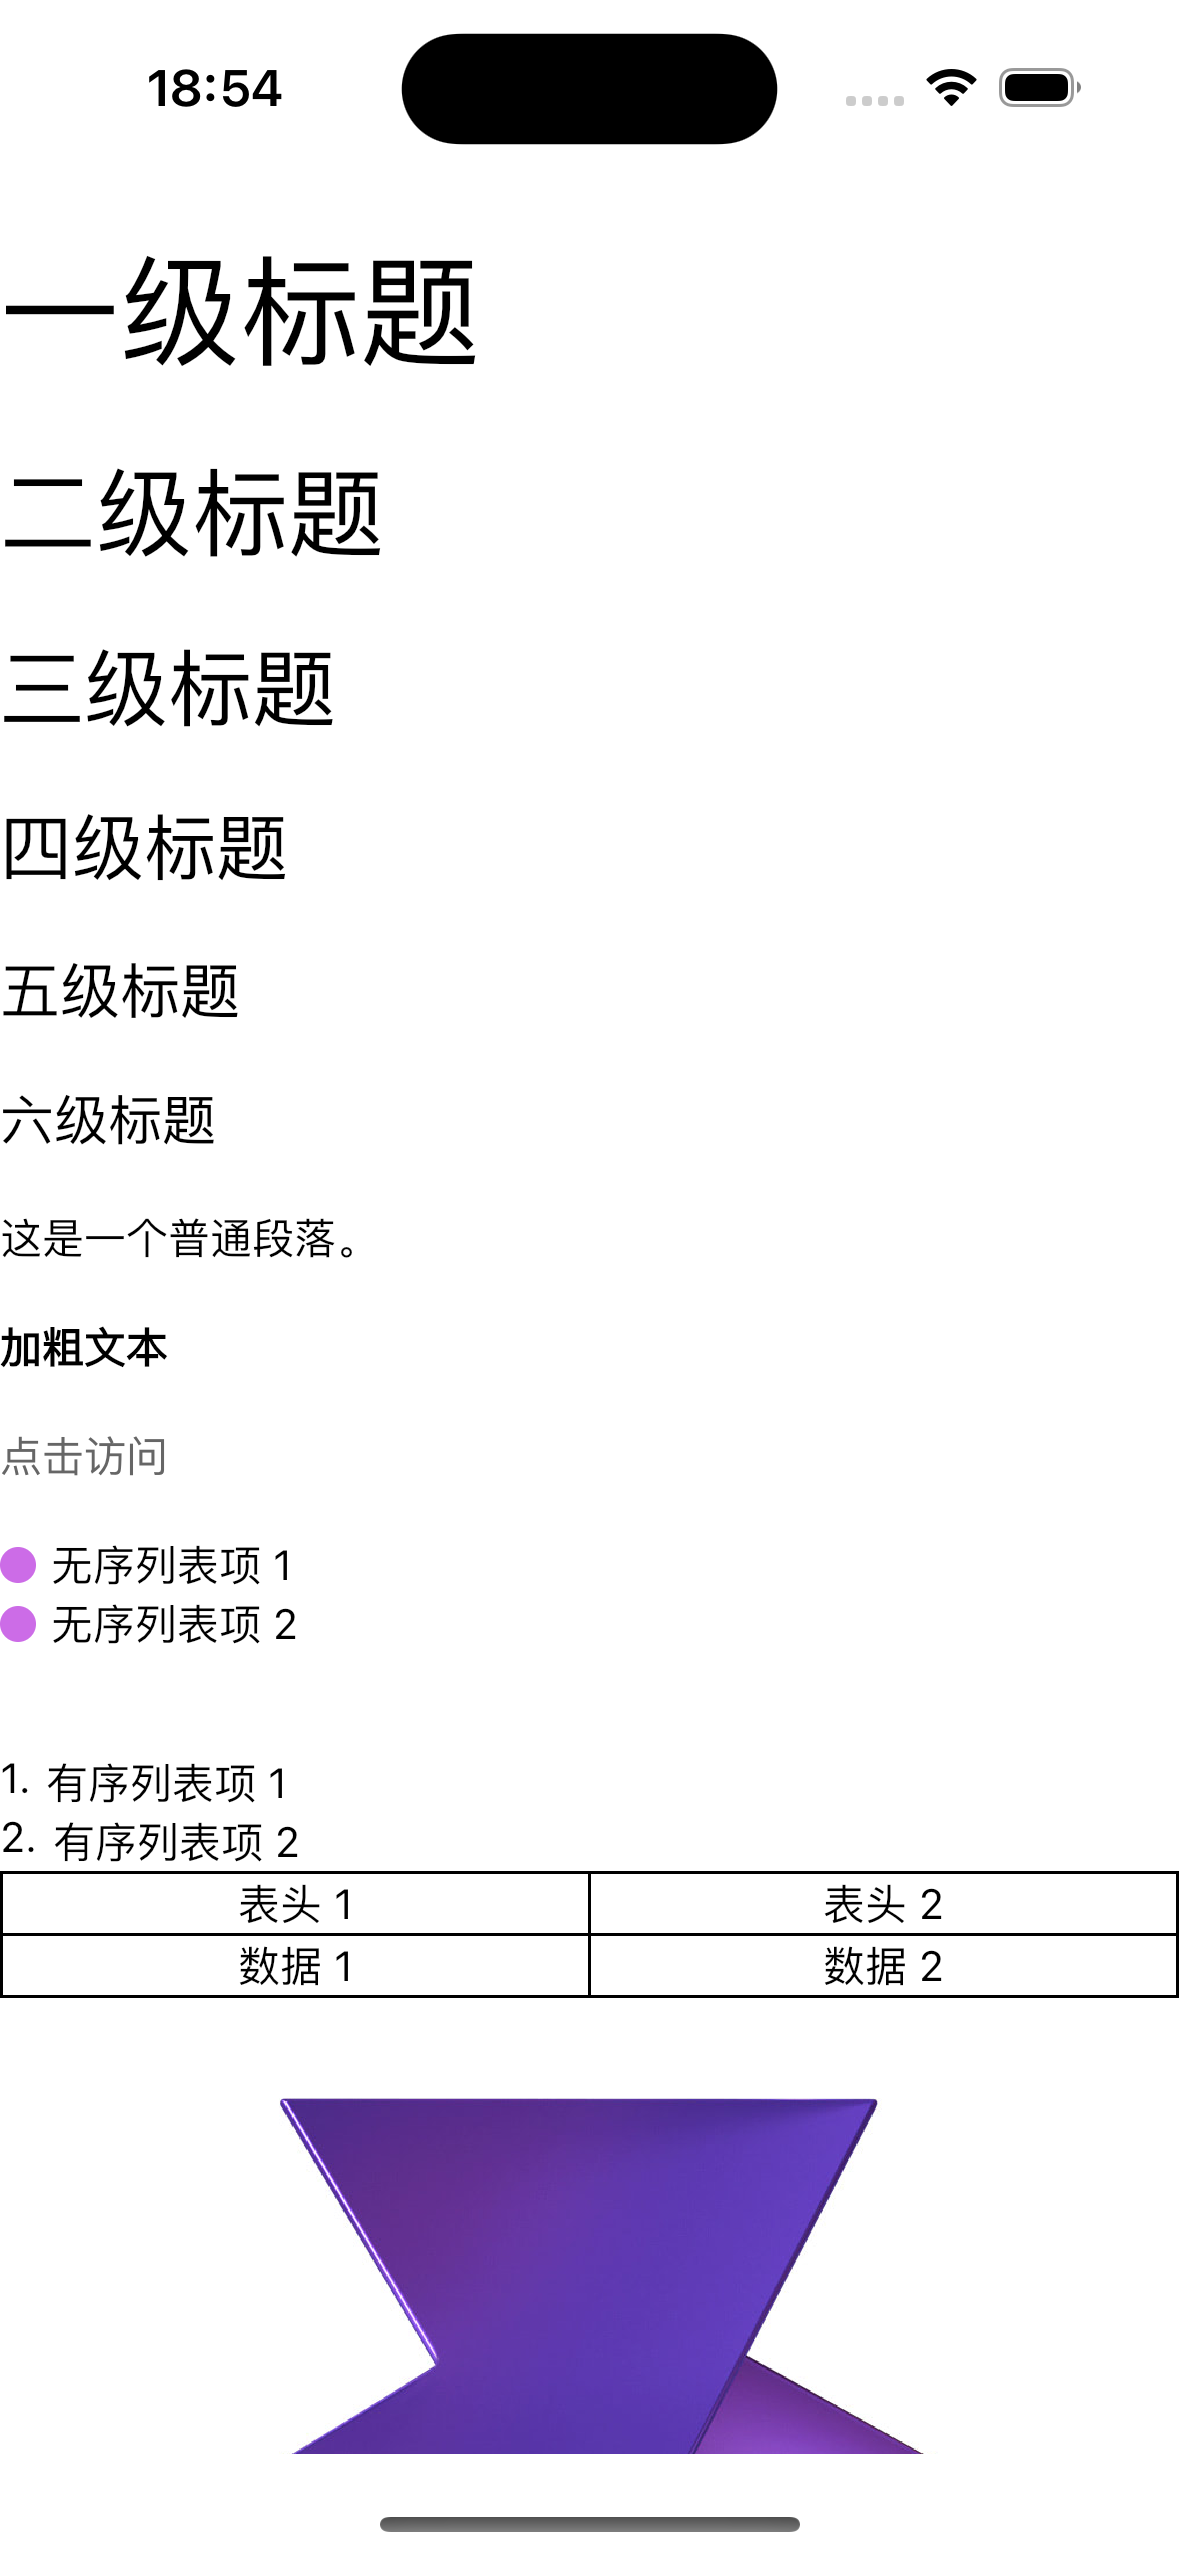 18:54
一级标题
二级标题
三级标题
四级标题
五级标题
六级标题
这是一个普通段落。
加粗文本
点击访问
无序列表项 1
无序列表项 2
1. 有序列表项 1
2. 有序列表项 2
表头 1 表头 2
数据 1 数据 2